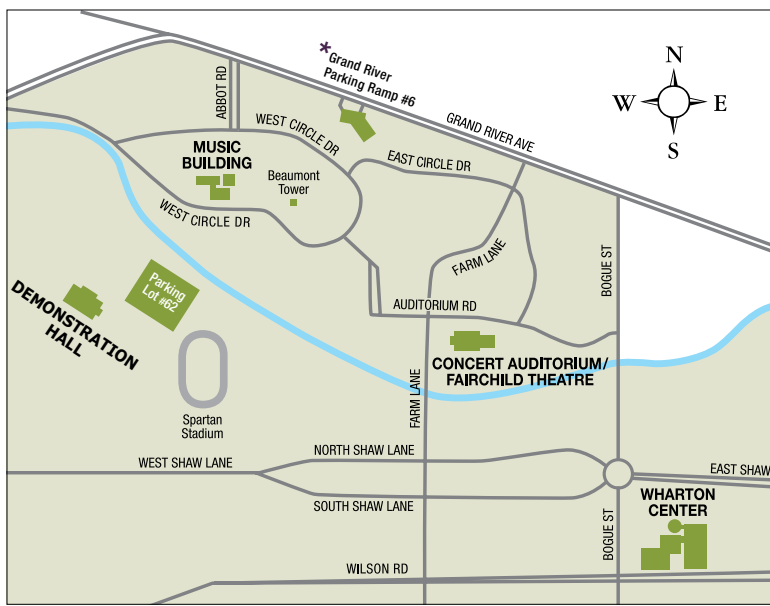 *Grand River
Parking Ramp #6
N
W
E
S
ABBOT RD
GRAND RIVER AVE
WEST CIRCLE DR
MUSIC
BUILDING
EAST CIRCLE DR
Beaumont
Tower
WEST CIRCLE DR
FARM LANE
BOGUE ST
Parking
Lot #62
AUDITORIUM RD
DEMONSTRATION
HALL
CONCERT AUDITORIUM/
FAIRCHILD THEATRE
FARM LANE
Spartan
Stadium
NORTH SHAW LANE
WEST SHAW LANE
EAST SHAW
SOUTH SHAW LANE
WHARTON
CENTER
BOGUE ST
WILSON RD